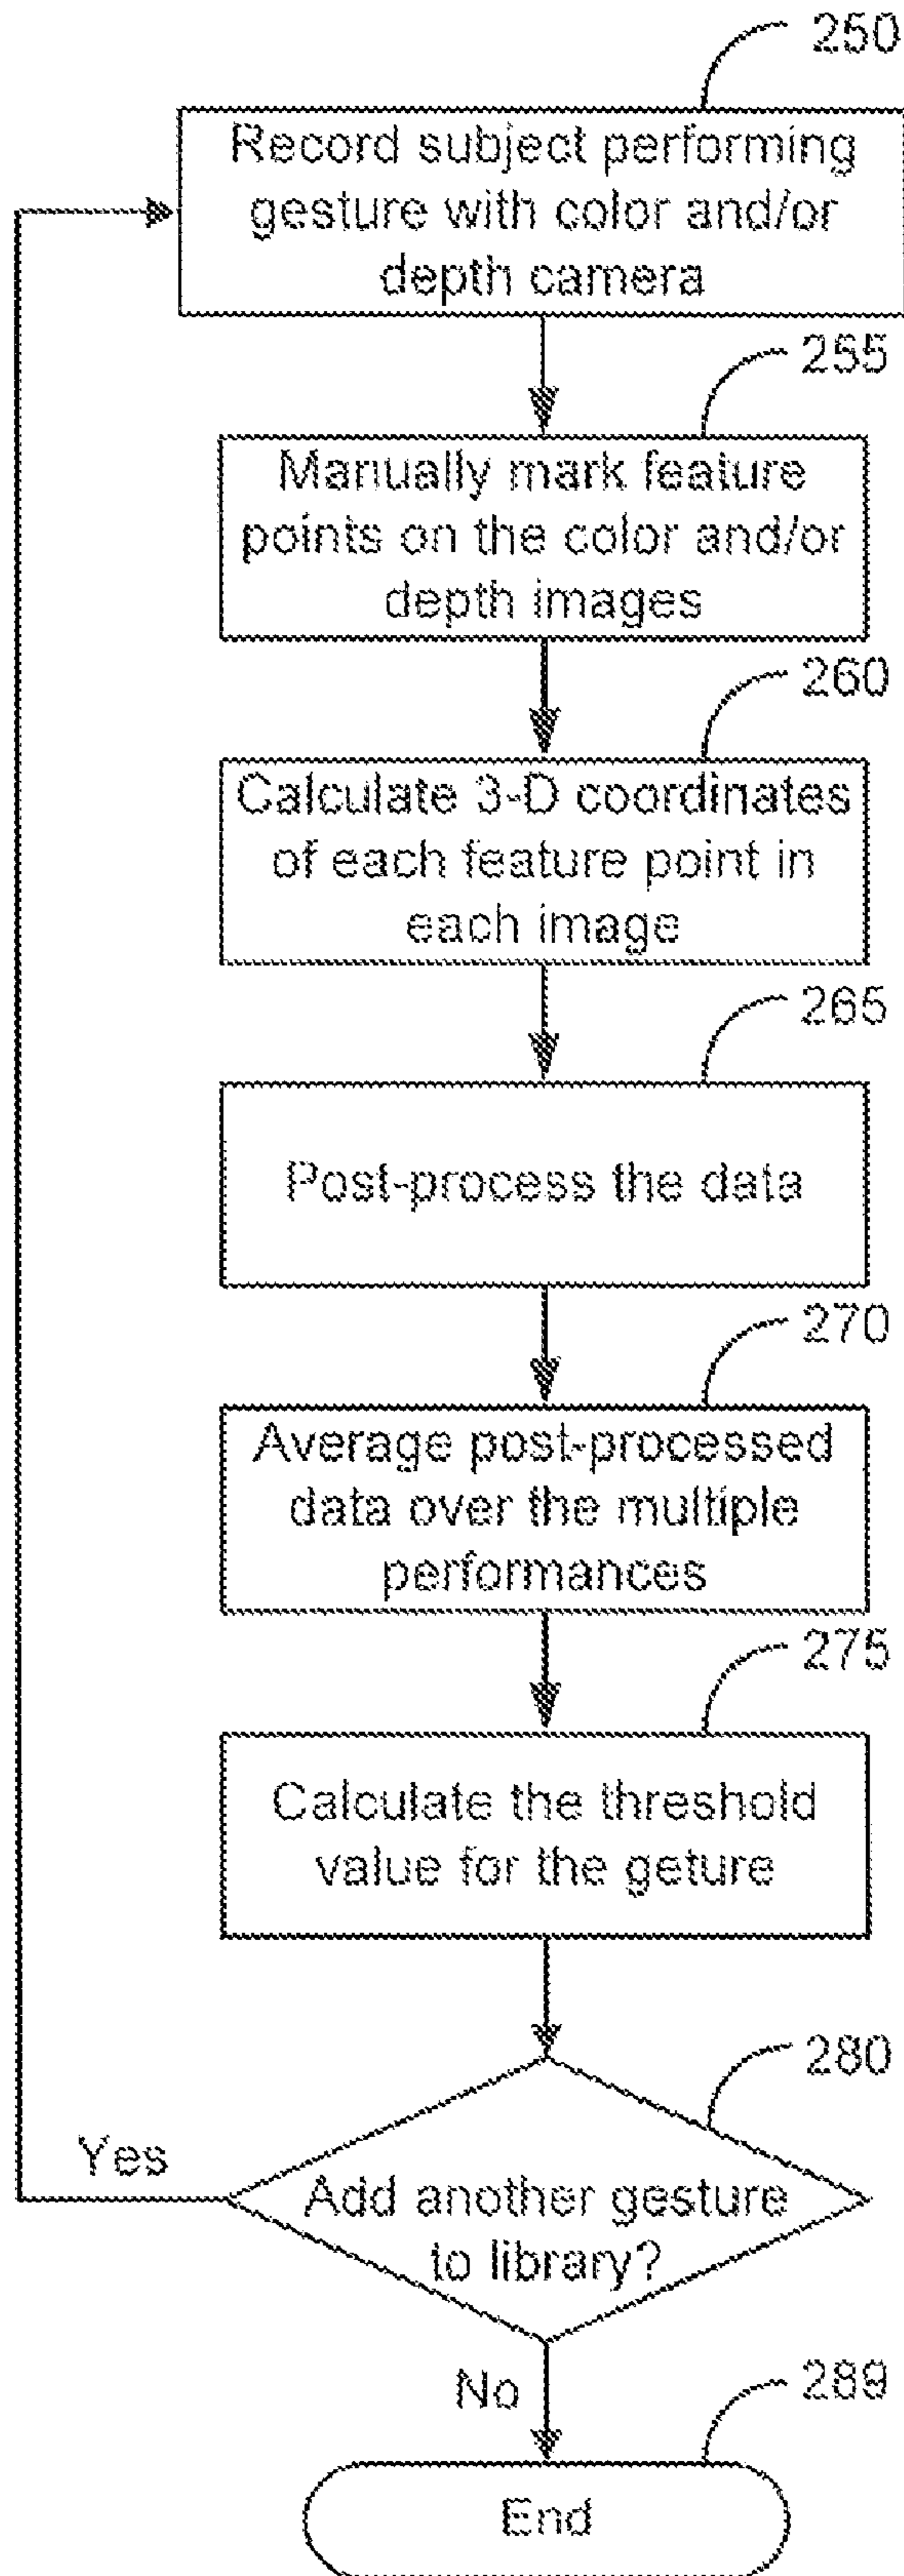 250
Record subject performing
gesture with color and/or
depth camera
255
Manually mark feature
points on the color and/or
depth images
260
Calculate 3-D coordinates
of each feature point in
each image
265
Post-process the data
270
Average post-processed
data over the multiple
performances
275
Calculate the threshold
value for the geture
280
Yes
Add another gesture
to library?
No
289
End